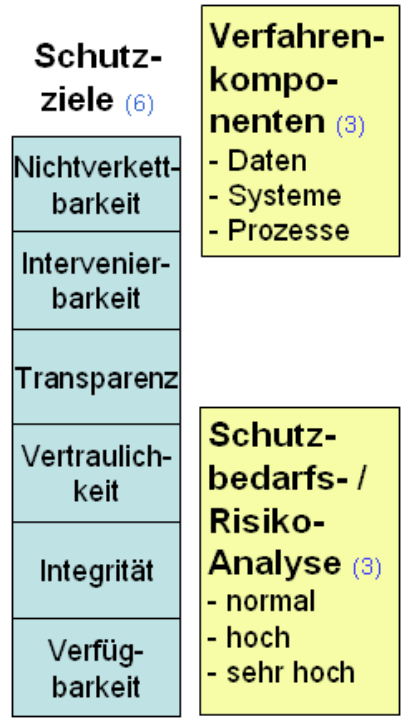 Schutz-
ziele (6)
Nichtverkett-
barkeit
Intervenier-
barkeit
Transparenz
Vertraulich-
keit
Integrität
Verfüg-
barkeit
Verfahren-
kompo-
nenten (3)
- Daten
- Systeme
- Prozesse
Schutz-
bedarfs- /
Risiko-
Analyse (3)
- normal
- hoch
- sehr hoch